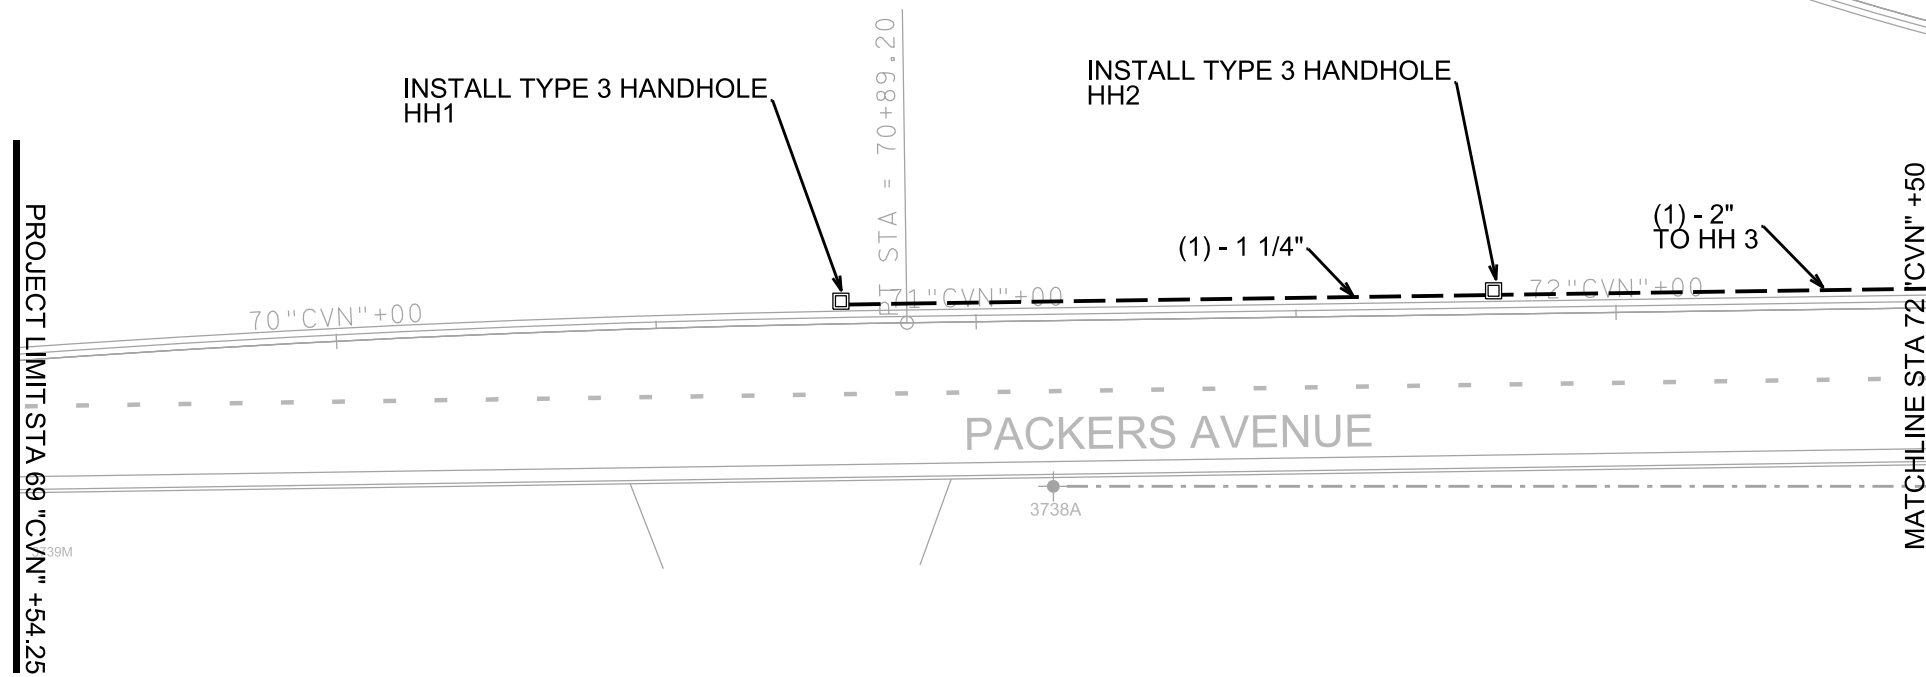 INSTALL TYPE 3 HANDHOLE
HH1
PT STA = 70+89.20
INSTALL TYPE 3 HANDHOLE
HH2
(1) - 1 1/4"
(1) - 2"
TO HH 3
70 "CVN" +00
71 "CVN" +00
72 "CVN" +00
PROJECT LIMIT STA 69 "CVN" +54.25
MATCHLINE STA 72 "CVN" +50
PACKERS AVENUE
3738A
3739M